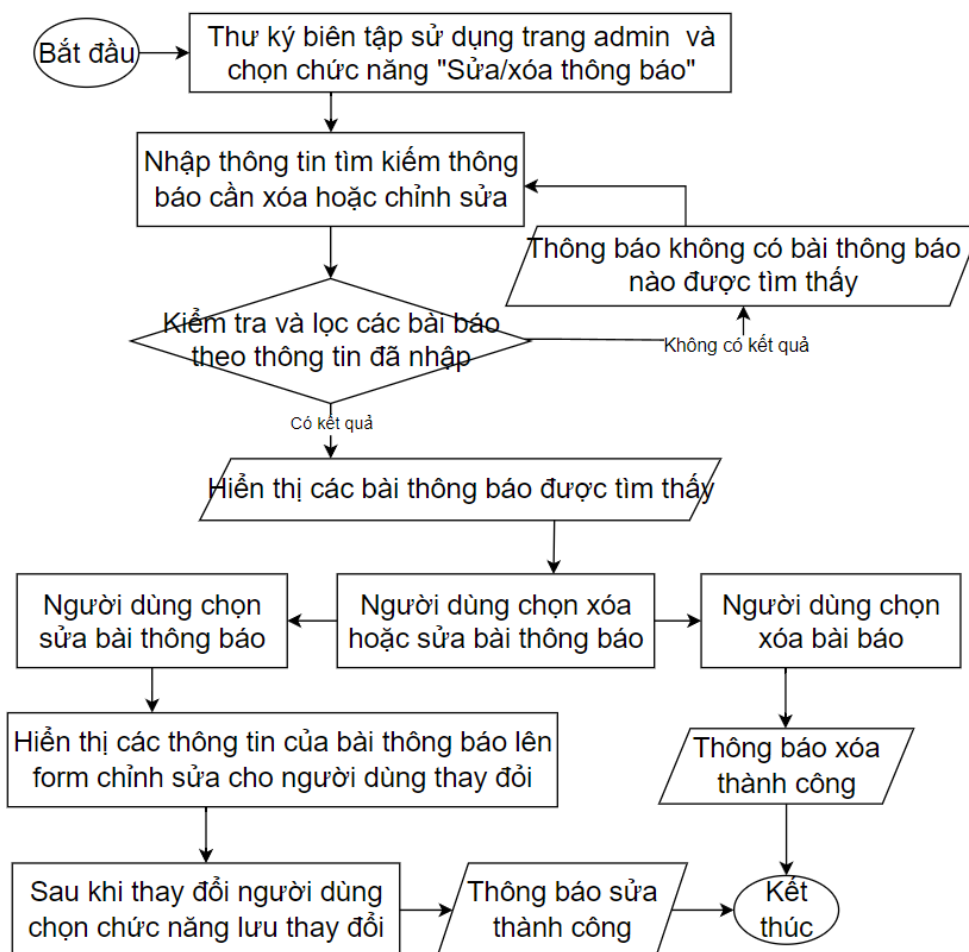 Bắt đầu
Thư ký biên tập sử dụng trang admin và
chọn chức năng "Sửa/xóa thông báo"
Nhập thông tin tìm kiếm thông
báo cần xóa hoặc chỉnh sửa
Thông báo không có bài thông báo
nào được tìm thấy
Kiểm tra và lọc các bài báo
theo thông tin đã nhập
Không có kết quả
Có kết quả
Hiển thị các bài thông báo được tìm thấy
Người dùng chọn
sửa bài thông báo
Người dùng chọn xóa
hoặc sửa bài thông báo
Người dùng chọn
xóa bài báo
Hiển thị các thông tin của bài thông báo lên
form chỉnh sửa cho người dùng thay đổi
Thông báo xóa
thành công
Sau khi thay đổi người dùng
chọn chức năng lưu thay đổi
Thông báo sửa
thành công
Kết
thúc